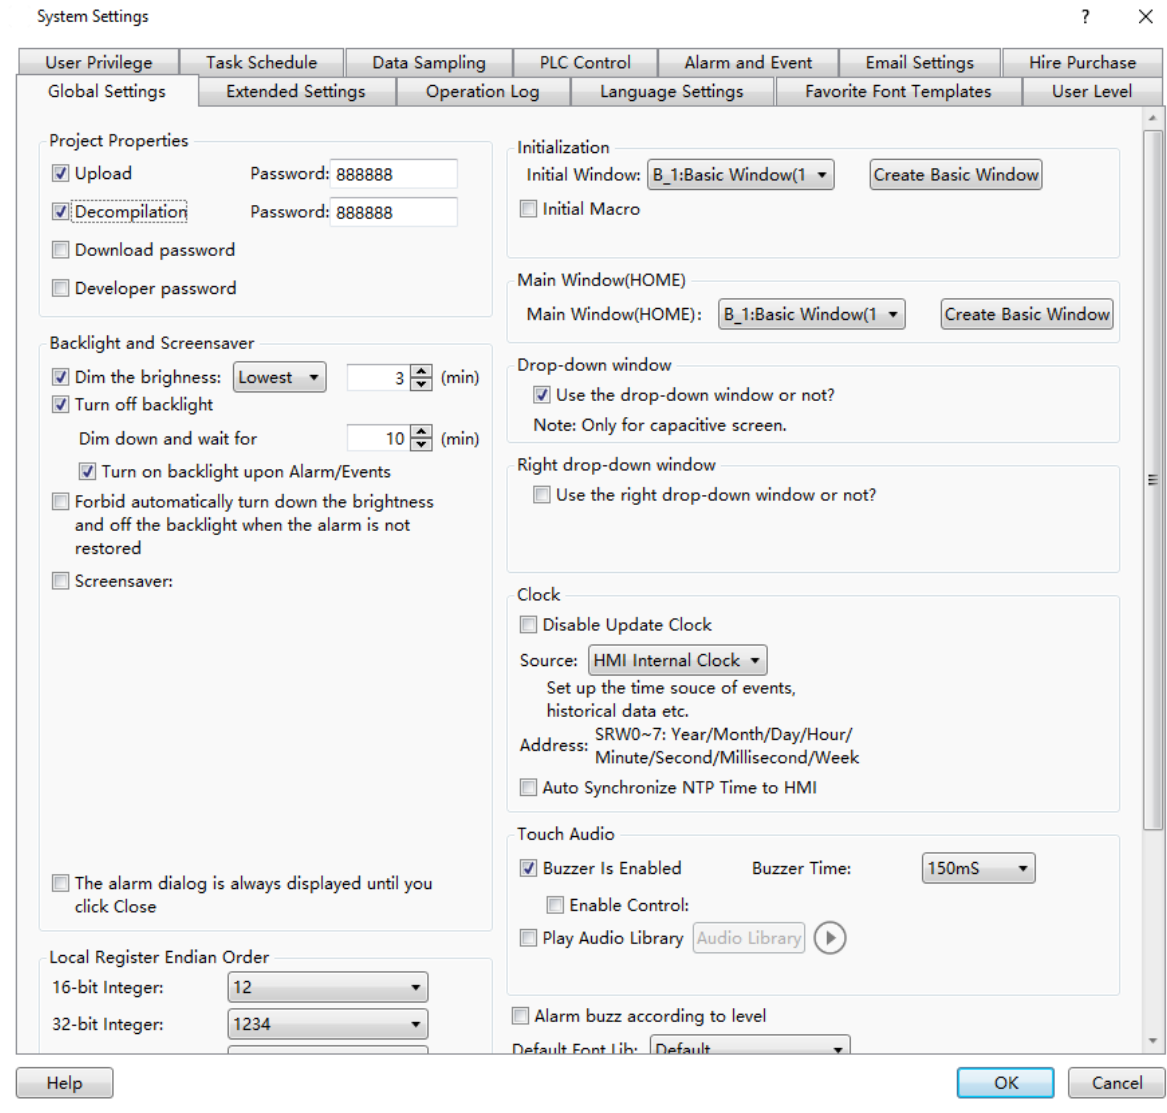 System Settings
?
User Privilege
Task Schedule
Data Sampling
PLC Control
Alarm and Event
Email Settings
Hire Purchase
Global Settings
Extended Settings
Operation Log
Language Settings
Favorite Font Templates
User Level
Project Properties
Upload Password: 888888
Decompilation Password: 888888
Download password
Developer password
Backlight and Screensaver
Dim the brighness: Lowest 3 (min)
Turn off backlight
Dim down and wait for 10 (min)
Turn on backlight upon Alarm/Events
Forbid automatically turn down the brightness
and off the backlight when the alarm is not
restored
Screensaver:
The alarm dialog is always displayed until you
click Close
Local Register Endian Order
16-bit Integer: 12
32-bit Integer: 1234
Initialization
Initial Window: B_1:Basic Window(1 Create Basic Window
Initial Macro
Main Window(HOME)
Main Window(HOME): B_1:Basic Window(1 Create Basic Window
Drop-down window
Use the drop-down window or not?
Note: Only for capacitive screen.
Right drop-down window
Use the right drop-down window or not?
Clock
Disable Update Clock
Source: HMI Internal Clock
Set up the time souce of events,
historical data etc.
Address: SRW0~7: Year/Month/Day/Hour/
Minute/Second/Millisecond/Week
Auto Synchronize NTP Time to HMI
Touch Audio
Buzzer Is Enabled Buzzer Time: 150mS
Enable Control:
Play Audio Library Audio Library
Alarm buzz according to level
Default Font Lib: Default
Help
OK
Cancel